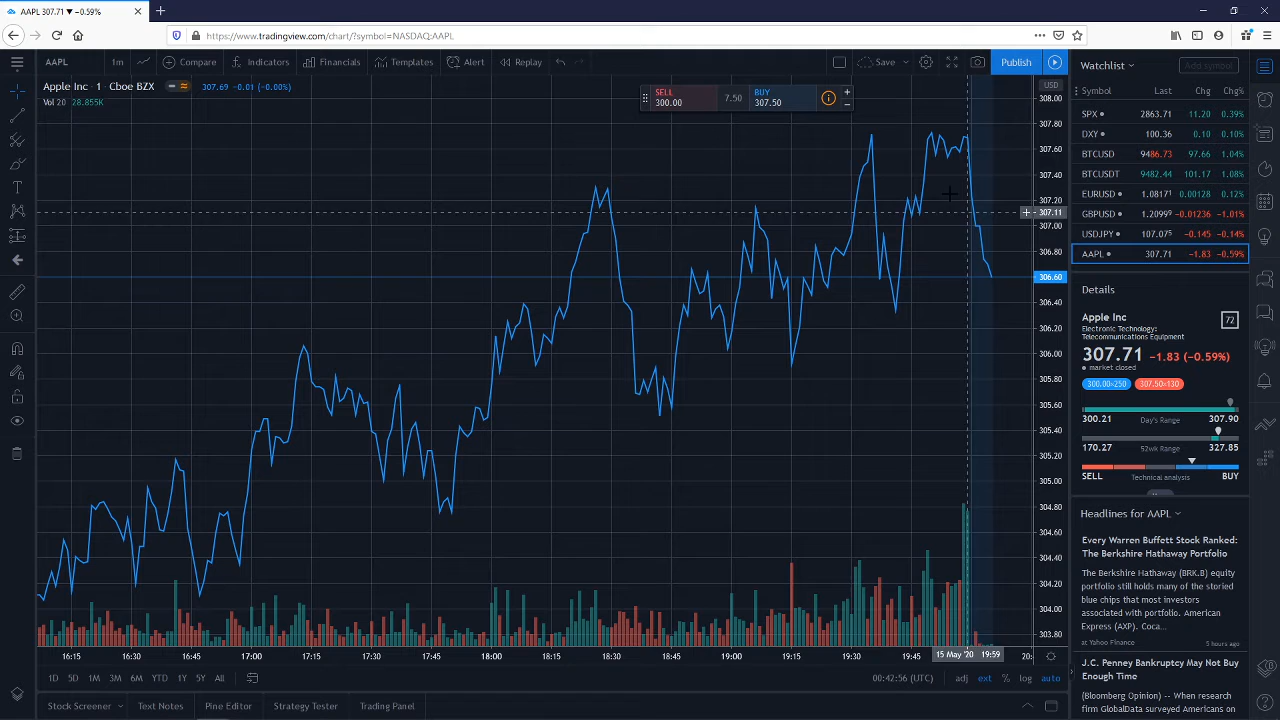 AAPL 307.71 ▼ −0.59%
https://www.tradingview.com/chart/?symbol=NASDAQ:AAPL
AAPL 1m Compare Indicators Financials Templates Alert Replay Save Publish
Apple Inc · 1 · Cboe BZX 307.69 −0.01 (−0.00%)
Vol 20 28.855K
SELL 300.00 7.50 BUY 307.50
USD
308.00
307.80
307.60
307.40
307.20
307.11
307.00
306.80
306.60
306.40
306.20
306.00
305.80
305.60
305.40
305.20
305.00
304.80
304.60
304.40
304.20
304.00
303.80
16:15 16:30 16:45 17:00 17:15 17:30 17:45 18:00 18:15 18:30 18:45 19:00 19:15 19:30 19:45 15 May '20 19:59 20:
1D 5D 1M 3M 6M YTD 1Y 5Y All 00:42:56 (UTC) adj ext % log auto
Stock Screener Text Notes Pine Editor Strategy Tester Trading Panel
Watchlist Add symbol
Symbol Last Chg Chg%
SPX 2863.71 11.20 0.39%
DXY 100.36 0.10 0.10%
BTCUSD 9486.73 97.66 1.04%
BTCUSDT 9482.44 101.17 1.08%
EURUSD 1.0817¹ 0.00128 0.12%
GBPUSD 1.2099⁹ −0.01236 −1.01%
USDJPY 107.07⁵ −0.145 −0.14%
AAPL 307.71 −1.83 −0.59%
Details
Apple Inc 72
Electronic Technology:
Telecommunications Equipment
307.71 −1.83 (−0.59%)
market closed
300.00×250 307.50×130
300.21 Day's Range 307.90
170.27 52wk Range 327.85
SELL Technical analysis BUY
Headlines for AAPL
Every Warren Buffett Stock Ranked:
The Berkshire Hathaway Portfolio
The Berkshire Hathaway (BRK.B) equity
portfolio still holds many of the storied
blue chips that most investors
associated with portfolio. American
Express (AXP). Coca...
at Yahoo Finance 5 hours ago
J.C. Penney Bankruptcy May Not Buy
Enough Time
(Bloomberg Opinion) -- When research
firm GlobalData surveyed Americans on